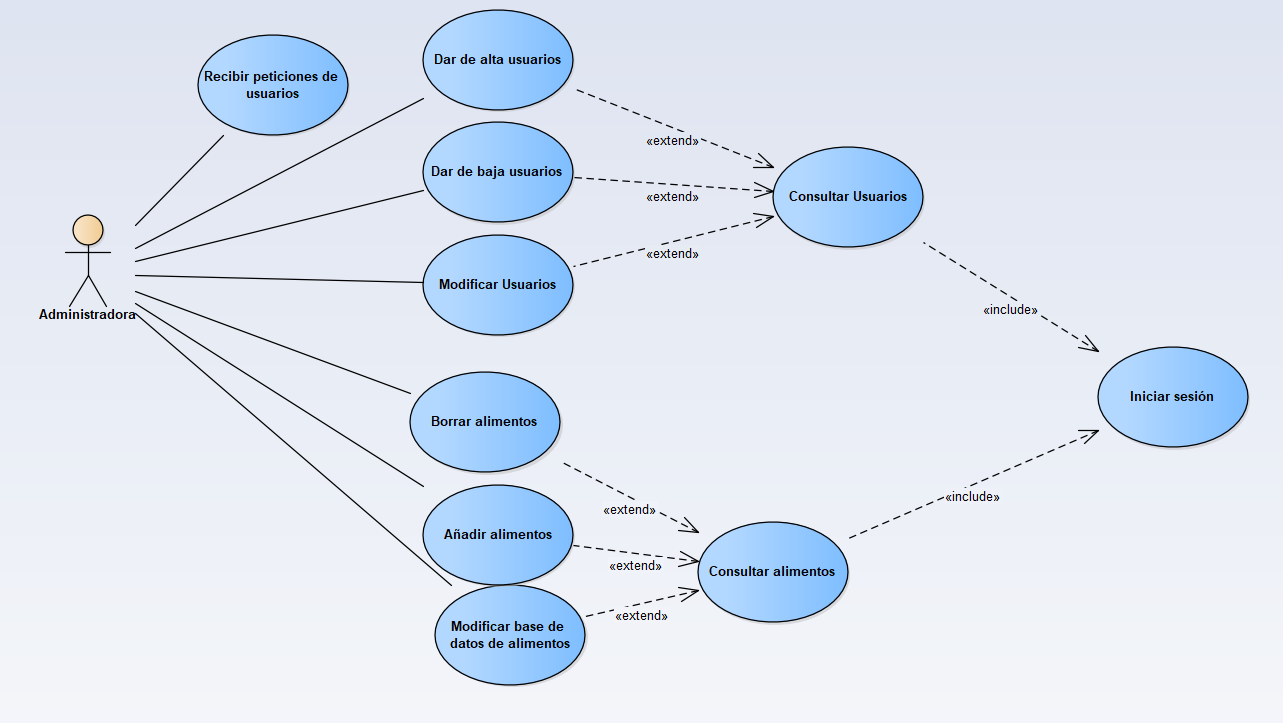 Recibir peticiones de
usuarios
Dar de alta usuarios
Dar de baja usuarios
Modificar Usuarios
Administradora
«extend»
«extend»
«extend»
Consultar Usuarios
«include»
Iniciar sesión
Borrar alimentos
Añadir alimentos
Modificar base de
datos de alimentos
«extend»
«extend»
«extend»
Consultar alimentos
«include»